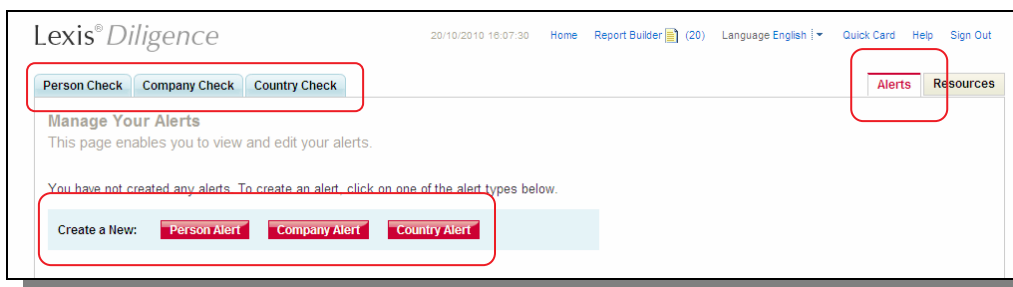 Lexis® Diligence 20/10/2010 16:07:30 Home Report Builder (20) Language English Quick Card Help Sign Out
Person Check Company Check Country Check Alerts Resources
Manage Your Alerts
This page enables you to view and edit your alerts.
You have not created any alerts. To create an alert, click on one of the alert types below.
Create a New: Person Alert Company Alert Country Alert